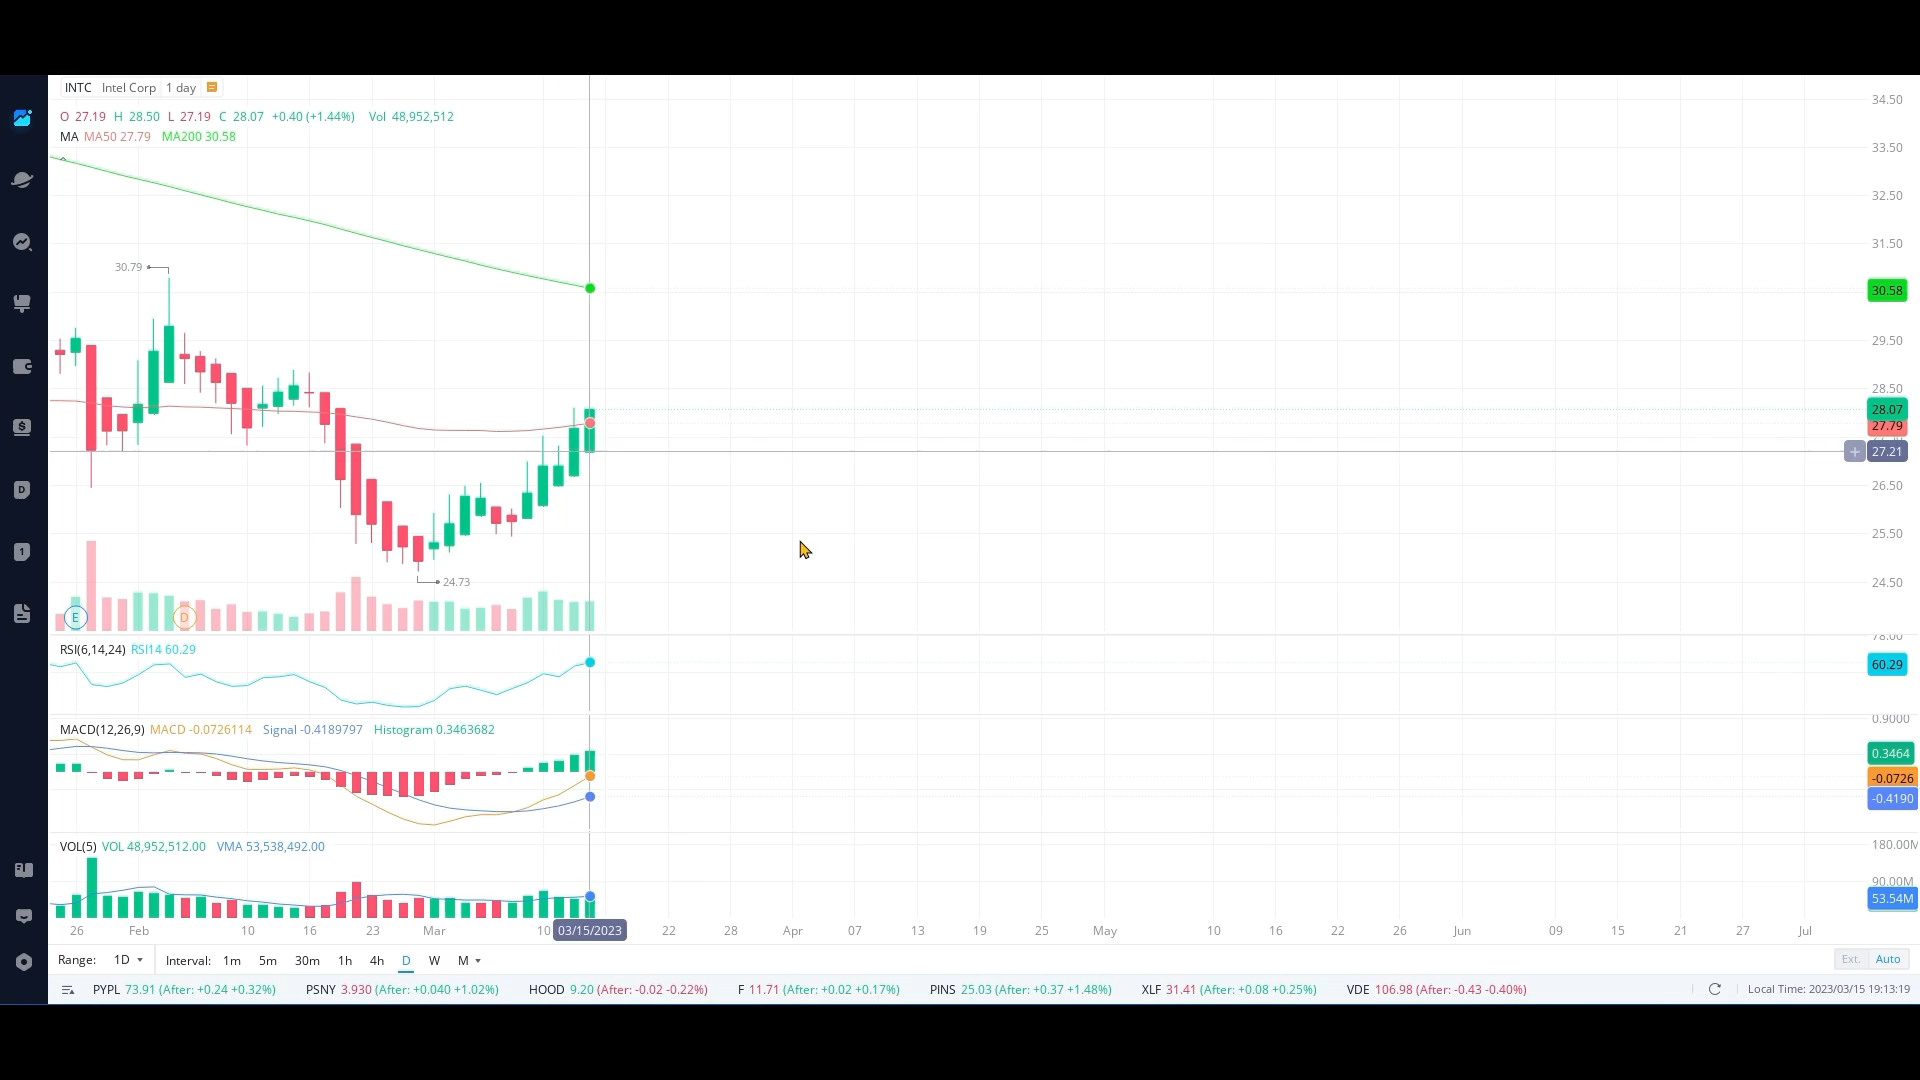 INTC Intel Corp 1 day
O 27.19 H 28.50 L 27.19 C 28.07 +0.40 (+1.44%) Vol 48,952,512
MA MA50 27.79 MA200 30.58
34.50
33.50
32.50
31.50
30.79
30.58
29.50
28.50
28.07
27.79
27.21
26.50
25.50
24.73
24.50
D
1
E
D
RSI(6,14,24) RSI14 60.29
78.00
60.29
MACD(12,26,9) MACD -0.0726114 Signal -0.4189797 Histogram 0.3463682
0.9000
0.3464
-0.0726
-0.4190
VOL(5) VOL 48,952,512.00 VMA 53,538,492.00
180.00M
90.00M
53.54M
26 Feb 10 16 23 Mar 10 03/15/2023 22 28 Apr 07 13 19 25 May 10 16 22 26 Jun 09 15 21 27 Jul
Range: 1D Interval: 1m 5m 30m 1h 4h D W M Ext. Auto
PYPL 73.91 (After: +0.24 +0.32%) PSNY 3.930 (After: +0.040 +1.02%) HOOD 9.20 (After: -0.02 -0.22%) F 11.71 (After: +0.02 +0.17%) PINS 25.03 (After: +0.37 +1.48%) XLF 31.41 (After: +0.08 +0.25%) VDE 106.98 (After: -0.43 -0.40%) Local Time: 2023/03/15 19:13:19